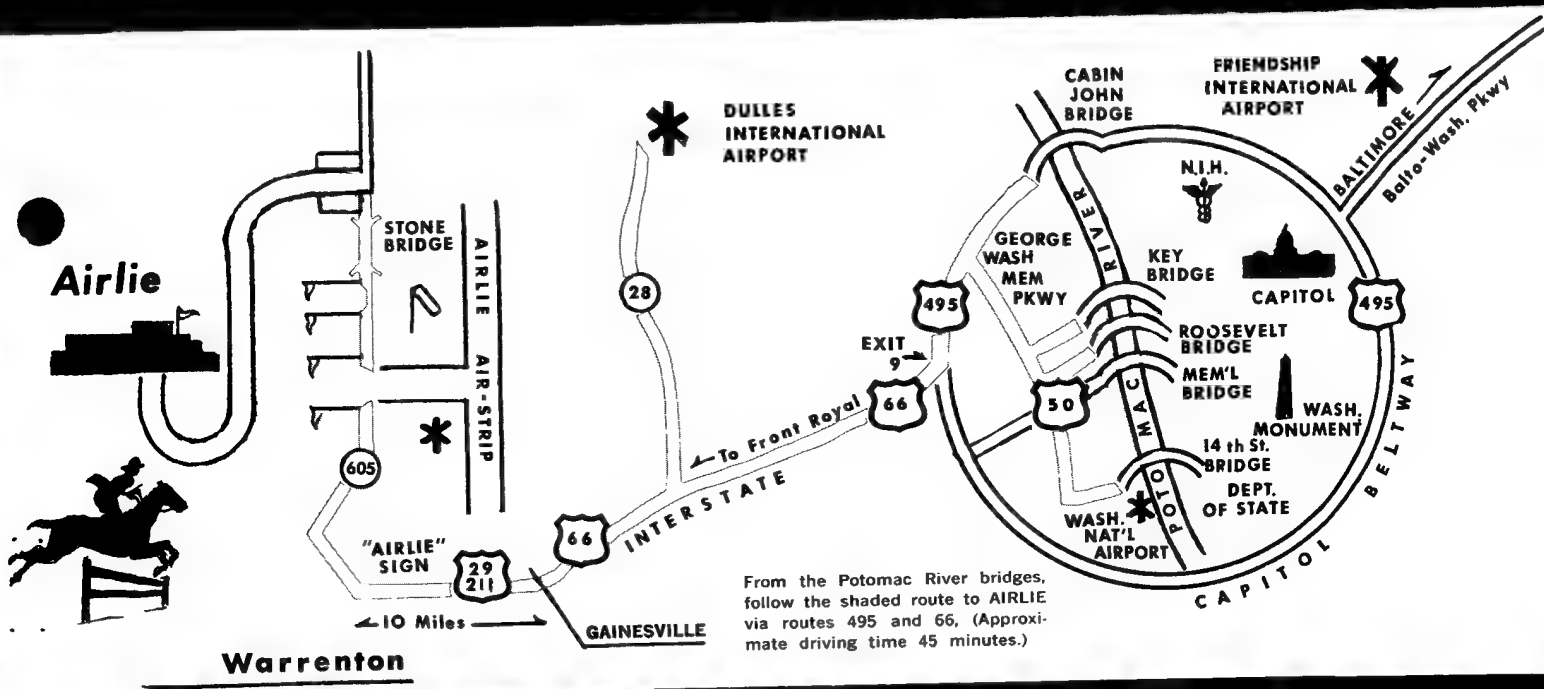 Airlie
STONE
BRIDGE
AIRLIE AIR-STRIP
605
"AIRLIE"
SIGN
29
211
10 Miles
Warrenton
GAINESVILLE
66
INTERSTATE
To Front Royal
28
DULLES
INTERNATIONAL
AIRPORT
EXIT
9
66
495
CABIN
JOHN
BRIDGE
FRIENDSHIP
INTERNATIONAL
AIRPORT
BALTIMORE
Balto-Wash. Pkwy
N.I.H.
GEORGE
WASH
MEM
PKWY
POTOMAC RIVER
KEY
BRIDGE
CAPITOL
495
ROOSEVELT
BRIDGE
MEM'L
BRIDGE
50
WASH.
MONUMENT
14 th St.
BRIDGE
DEPT.
OF STATE
WASH.
NAT'L
AIRPORT
CAPITOL BELTWAY
From the Potomac River bridges,
follow the shaded route to AIRLIE
via routes 495 and 66, (Approxi-
mate driving time 45 minutes.)